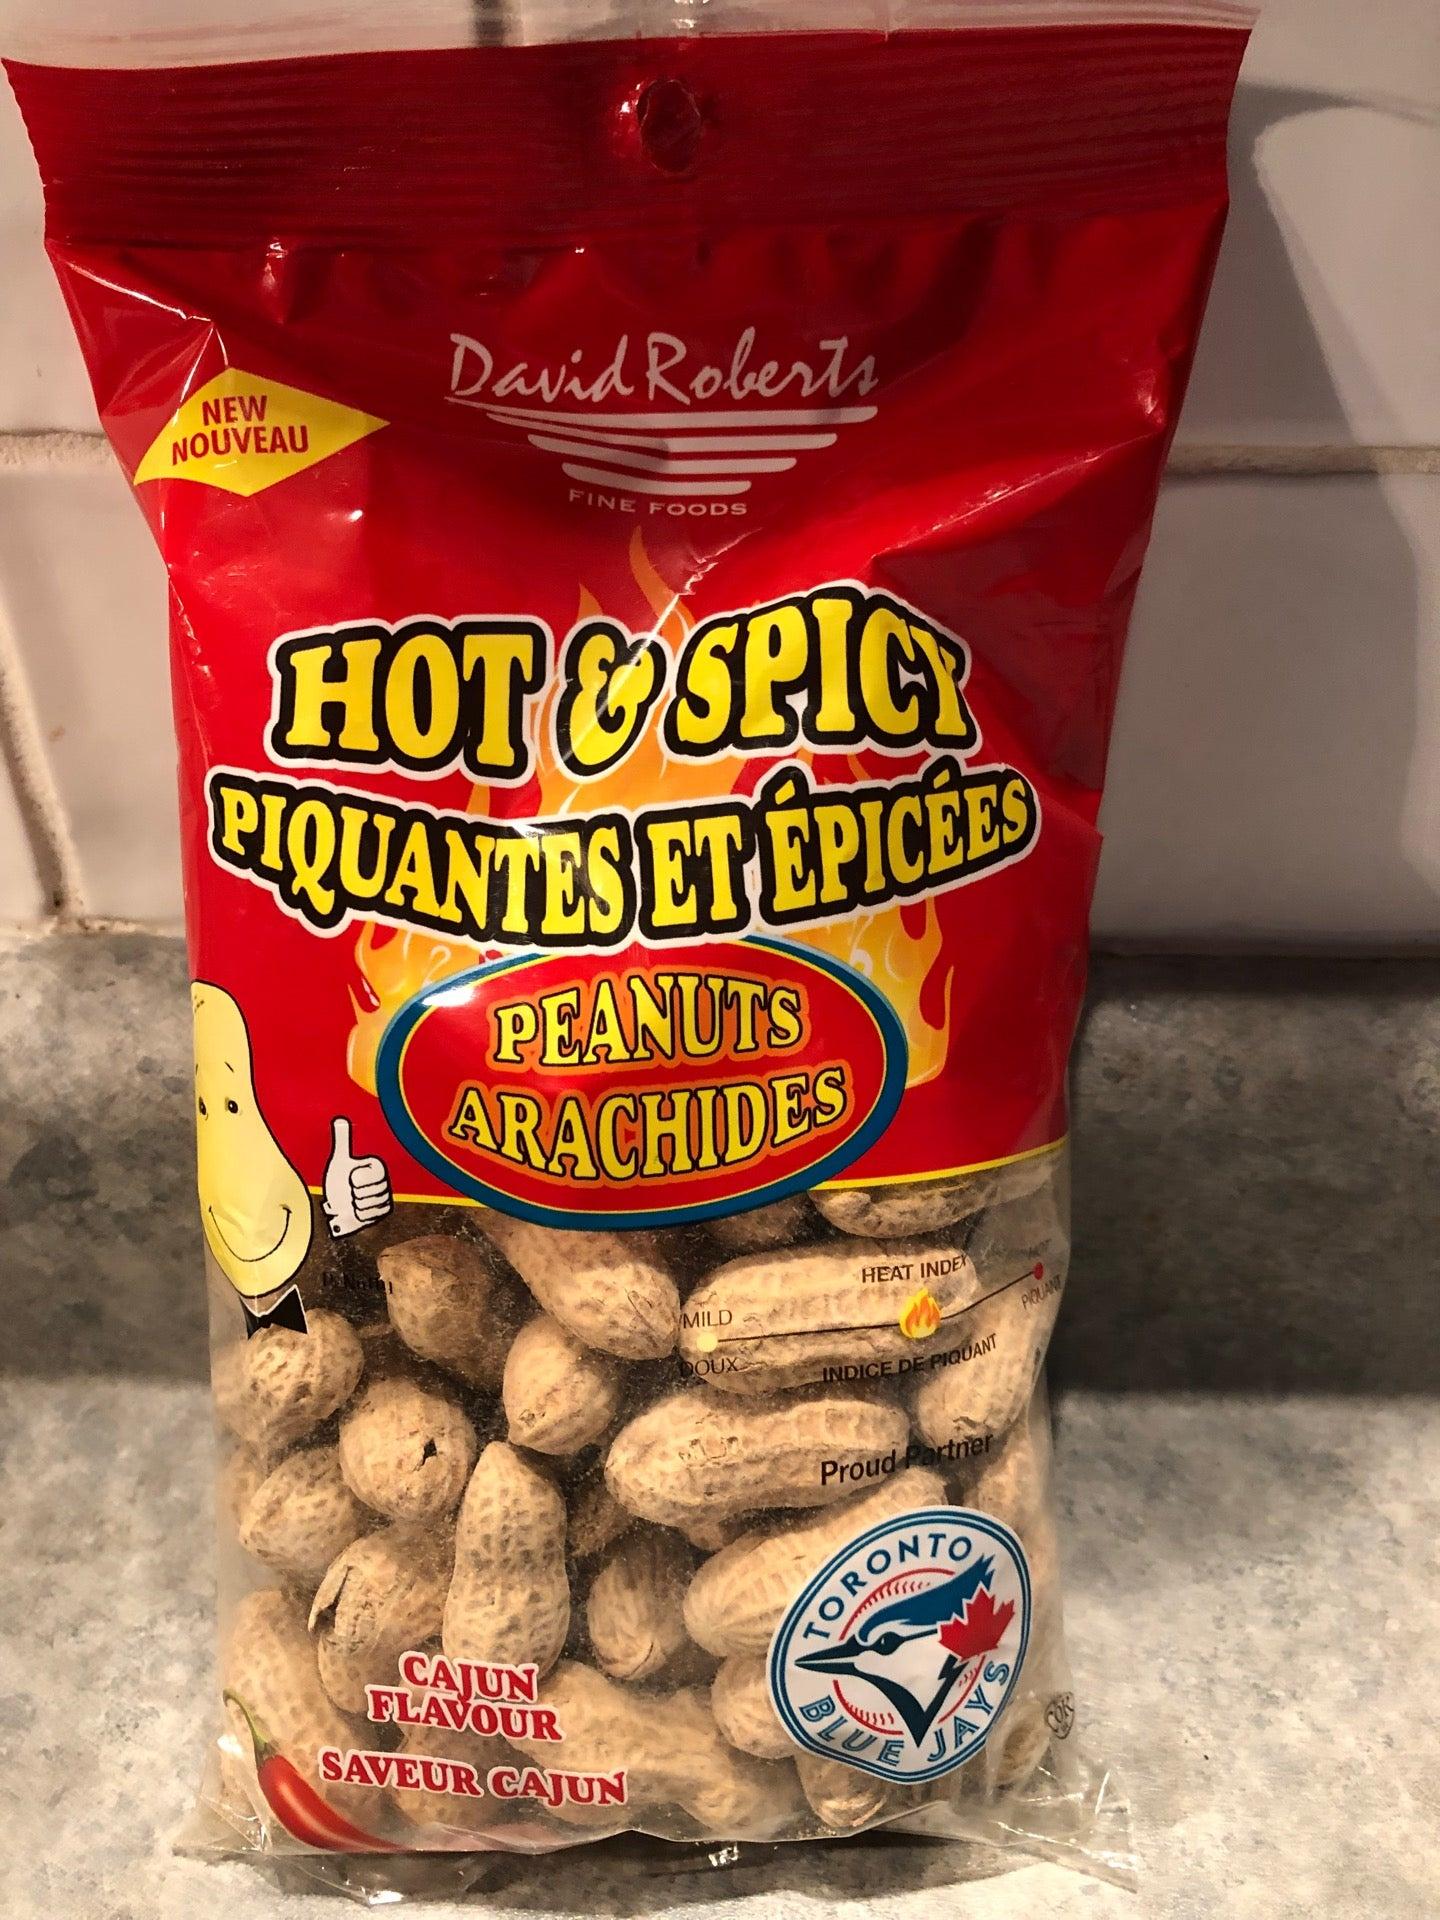 David Roberts
FINE FOODS
NEW
NOUVEAU
HOT & SPICY
PIQUANTES ET ÉPICÉES
PEANUTS
ARACHIDES
HEAT INDEX
MILD
DOUX
PIQUANT
INDICE DE PIQUANT
Proud Partner
TORONTO
BLUE JAYS
CAJUN
FLAVOUR
SAVEUR CAJUN
COR